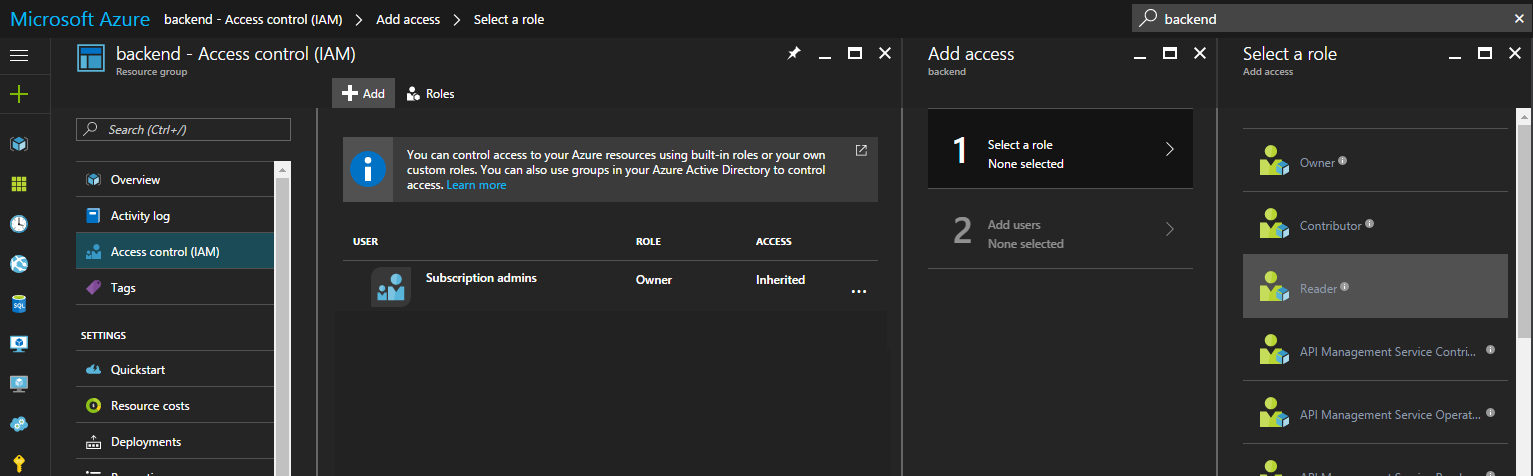 Microsoft Azure backend - Access control (IAM) > Add access > Select a role
backend
backend - Access control (IAM)
Resource group
Add
Roles
Search (Ctrl+/)
Overview
Activity log
Access control (IAM)
Tags
SETTINGS
Quickstart
Resource costs
Deployments
You can control access to your Azure resources using built-in roles or your own
custom roles. You can also use groups in your Azure Active Directory to control
access. Learn more
USER ROLE ACCESS
Subscription admins Owner Inherited
...
Add access
backend
1 Select a role
None selected
2 Add users
None selected
Select a role
Add access
Owner
Contributor
Reader
API Management Service Contri...
API Management Service Operat...
SQL